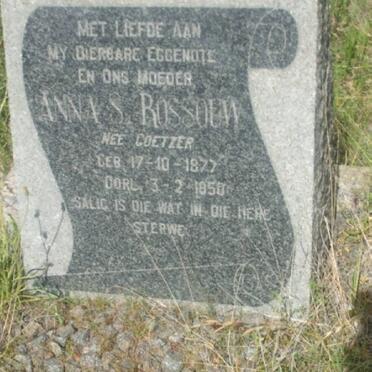 MET LIEFDE AAN
MY DIERBARE EGGENOTE
EN ONS MOEDER
ANNA S. ROSSOUW
NEE COETZER
GEB. 17-10-1877
OORL. 3-2-1950
SALIG IS DIE WAT IN DIE HERE
STERWE